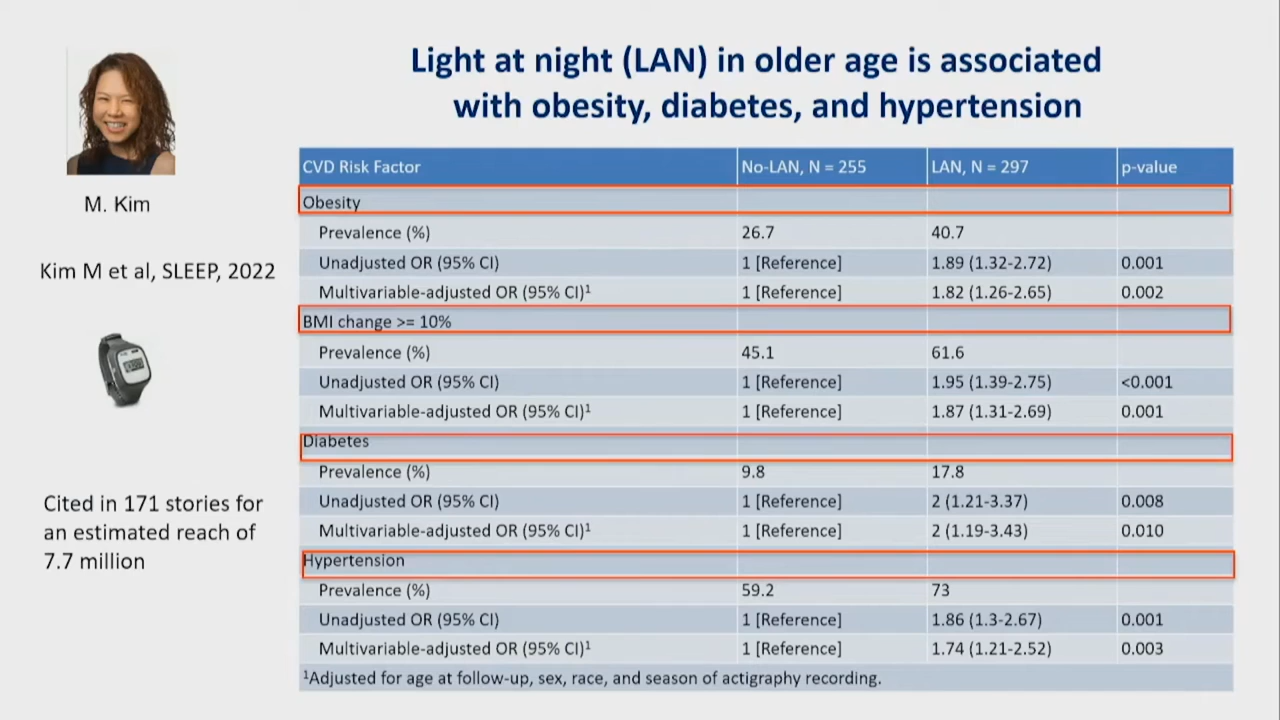 Light at night (LAN) in older age is associated
with obesity, diabetes, and hypertension
M. Kim
Kim M et al, SLEEP, 2022
Cited in 171 stories for
an estimated reach of
7.7 million
CVD Risk Factor No-LAN, N = 255 LAN, N = 297 p-value
Obesity
Prevalence (%) 26.7 40.7
Unadjusted OR (95% CI) 1 [Reference] 1.89 (1.32-2.72) 0.001
Multivariable-adjusted OR (95% CI)¹ 1 [Reference] 1.82 (1.26-2.65) 0.002
BMI change >= 10%
Prevalence (%) 45.1 61.6
Unadjusted OR (95% CI) 1 [Reference] 1.95 (1.39-2.75) <0.001
Multivariable-adjusted OR (95% CI)¹ 1 [Reference] 1.87 (1.31-2.69) 0.001
Diabetes
Prevalence (%) 9.8 17.8
Unadjusted OR (95% CI) 1 [Reference] 2 (1.21-3.37) 0.008
Multivariable-adjusted OR (95% CI)¹ 1 [Reference] 2 (1.19-3.43) 0.010
Hypertension
Prevalence (%) 59.2 73
Unadjusted OR (95% CI) 1 [Reference] 1.86 (1.3-2.67) 0.001
Multivariable-adjusted OR (95% CI)¹ 1 [Reference] 1.74 (1.21-2.52) 0.003
¹Adjusted for age at follow-up, sex, race, and season of actigraphy recording.